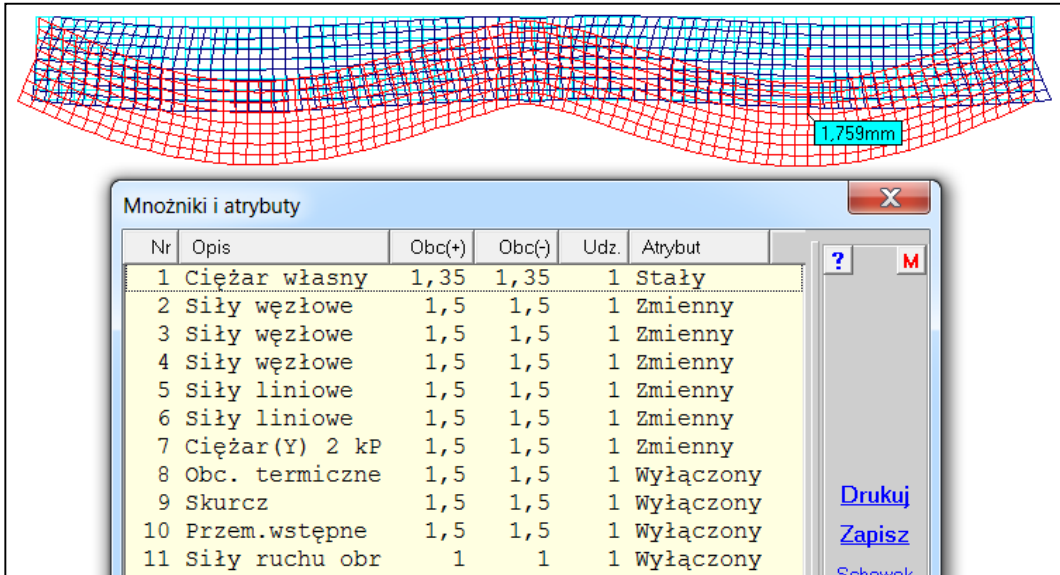 1,759mm
Mnożniki i atrybuty
Nr Opis Obc(+) Obc(-) Udz. Atrybut
? M
1 Ciężar własny 1,35 1,35 1 Stały
2 Siły węzłowe 1,5 1,5 1 Zmienny
3 Siły węzłowe 1,5 1,5 1 Zmienny
4 Siły węzłowe 1,5 1,5 1 Zmienny
5 Siły liniowe 1,5 1,5 1 Zmienny
6 Siły liniowe 1,5 1,5 1 Zmienny
7 Ciężar(Y) 2 kP 1,5 1,5 1 Zmienny
8 Obc. termiczne 1,5 1,5 1 Wyłączony
9 Skurcz 1,5 1,5 1 Wyłączony
10 Przem.wstępne 1,5 1,5 1 Wyłączony
11 Siły ruchu obr 1 1 1 Wyłączony
Drukuj
Zapisz
Schowek